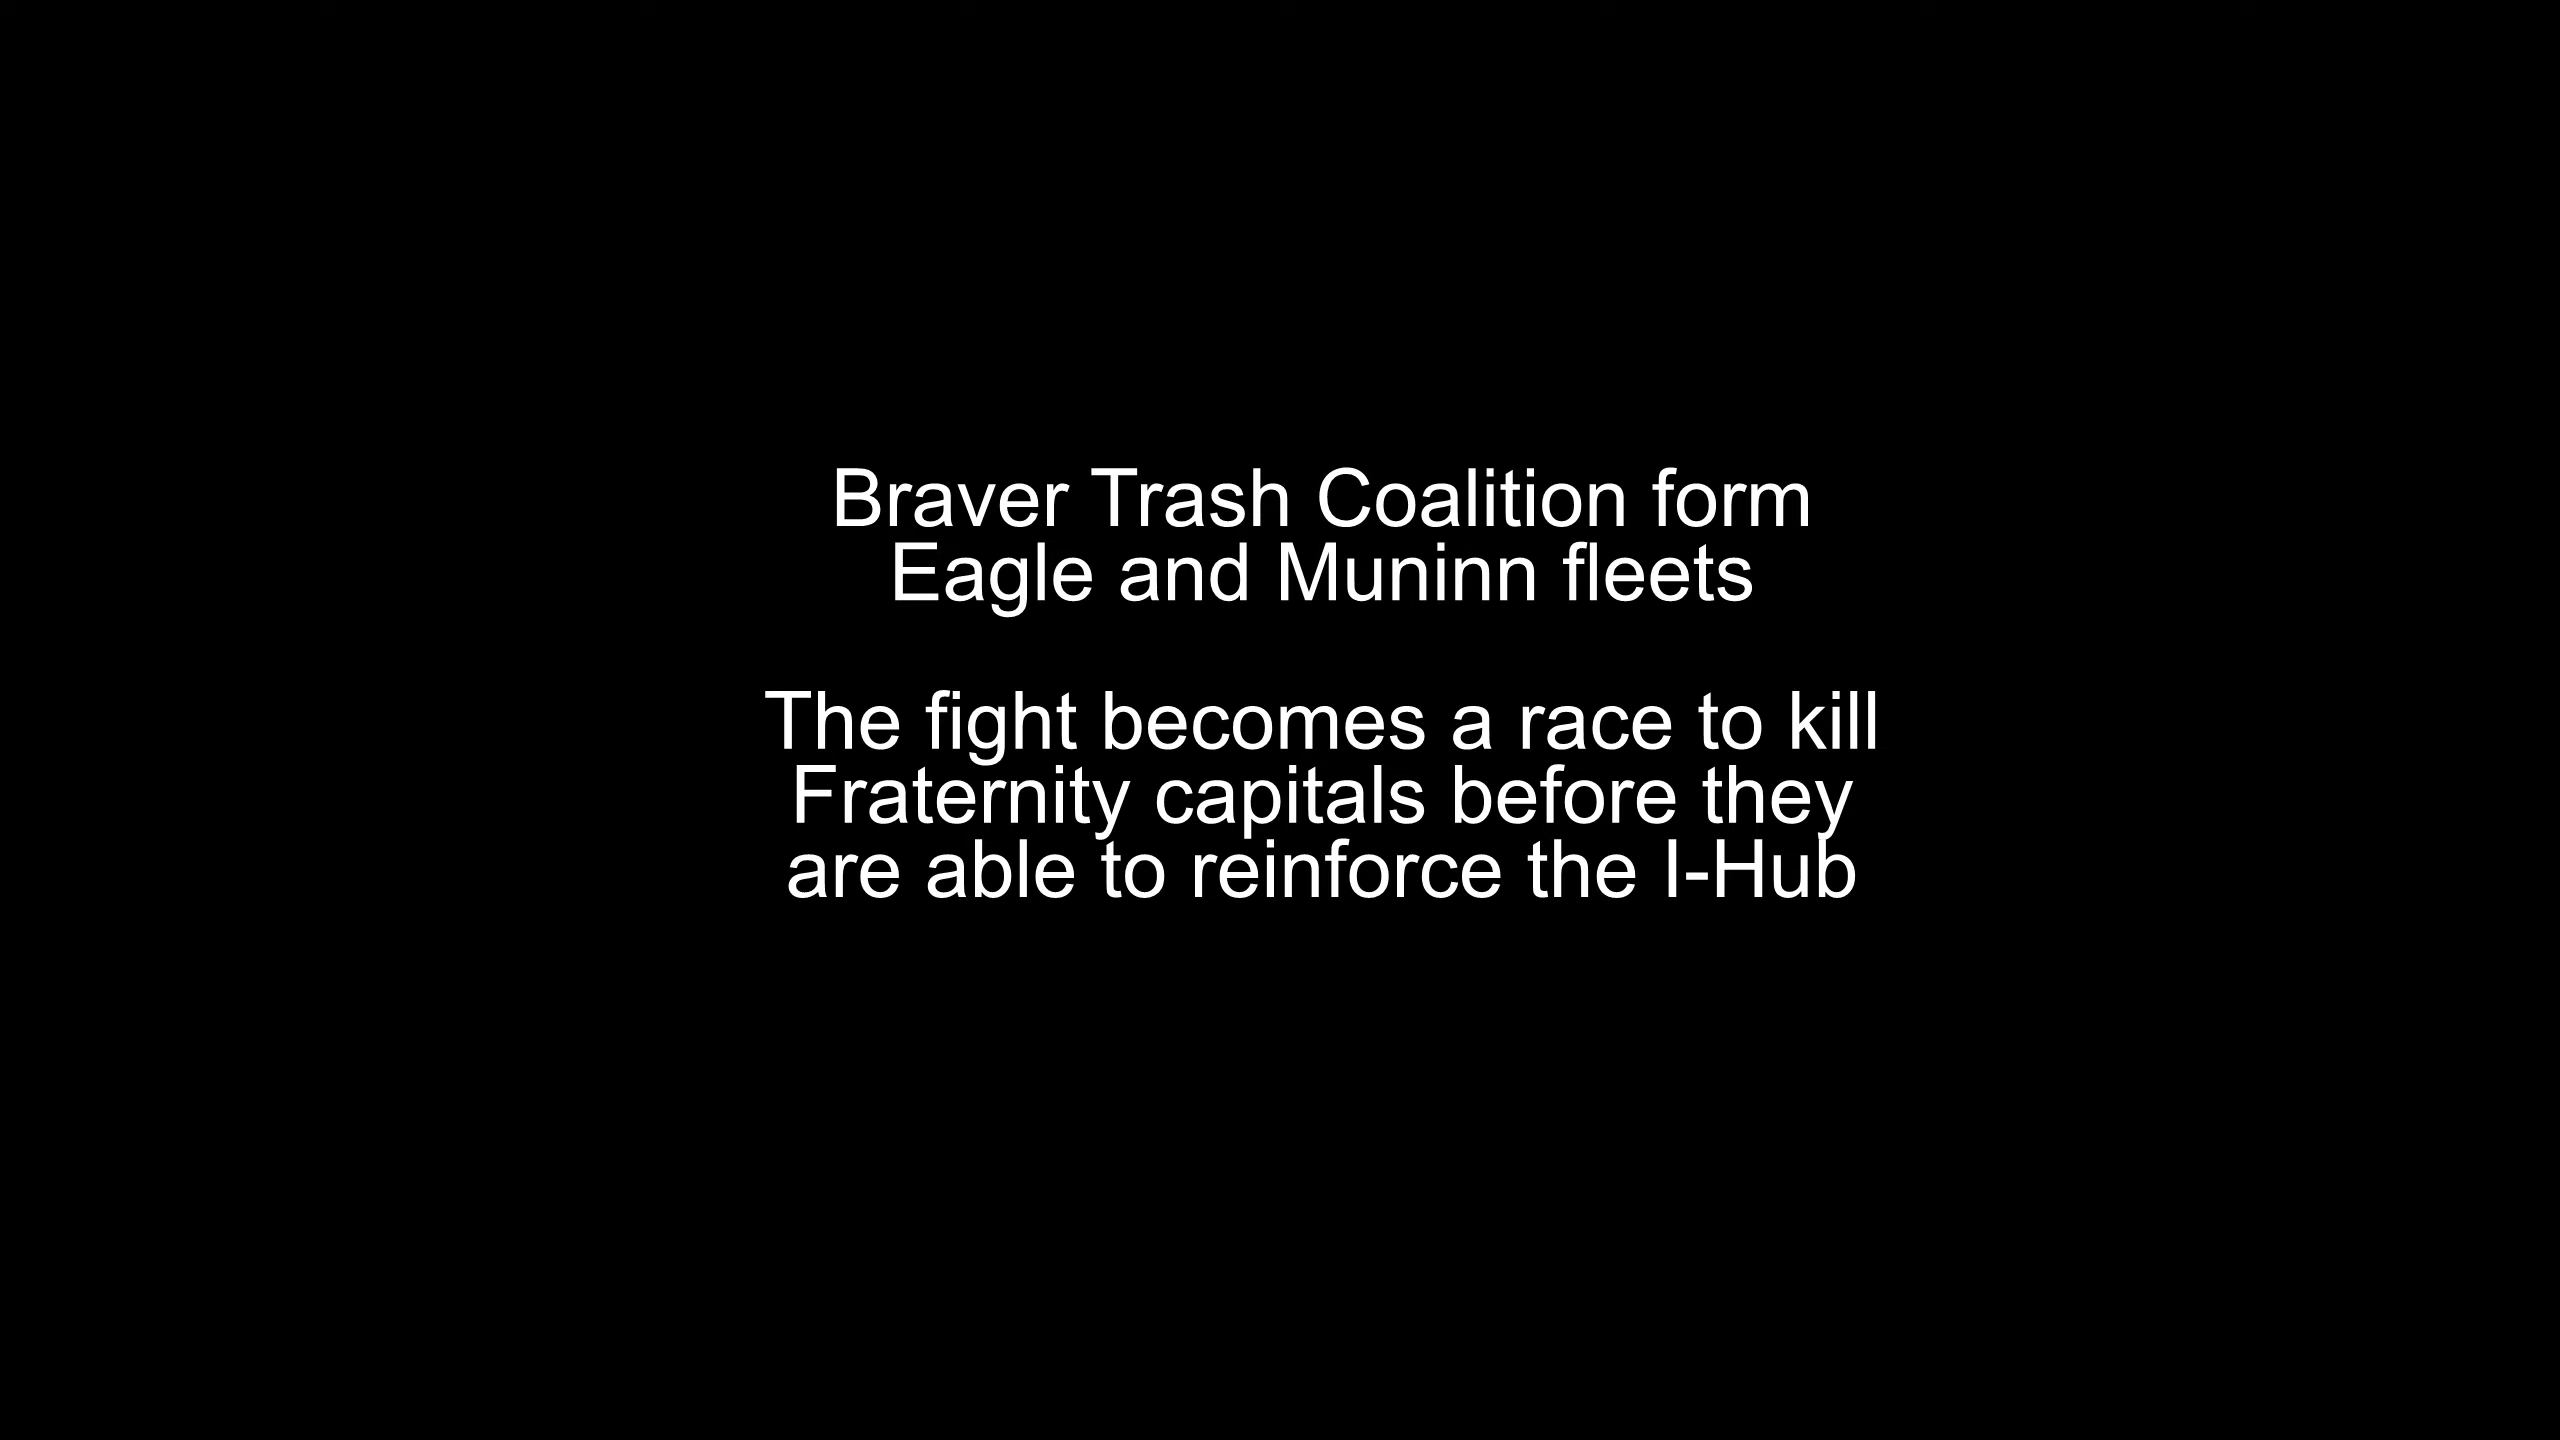 Braver Trash Coalition form
Eagle and Muninn fleets
The fight becomes a race to kill
Fraternity capitals before they
are able to reinforce the I-Hub